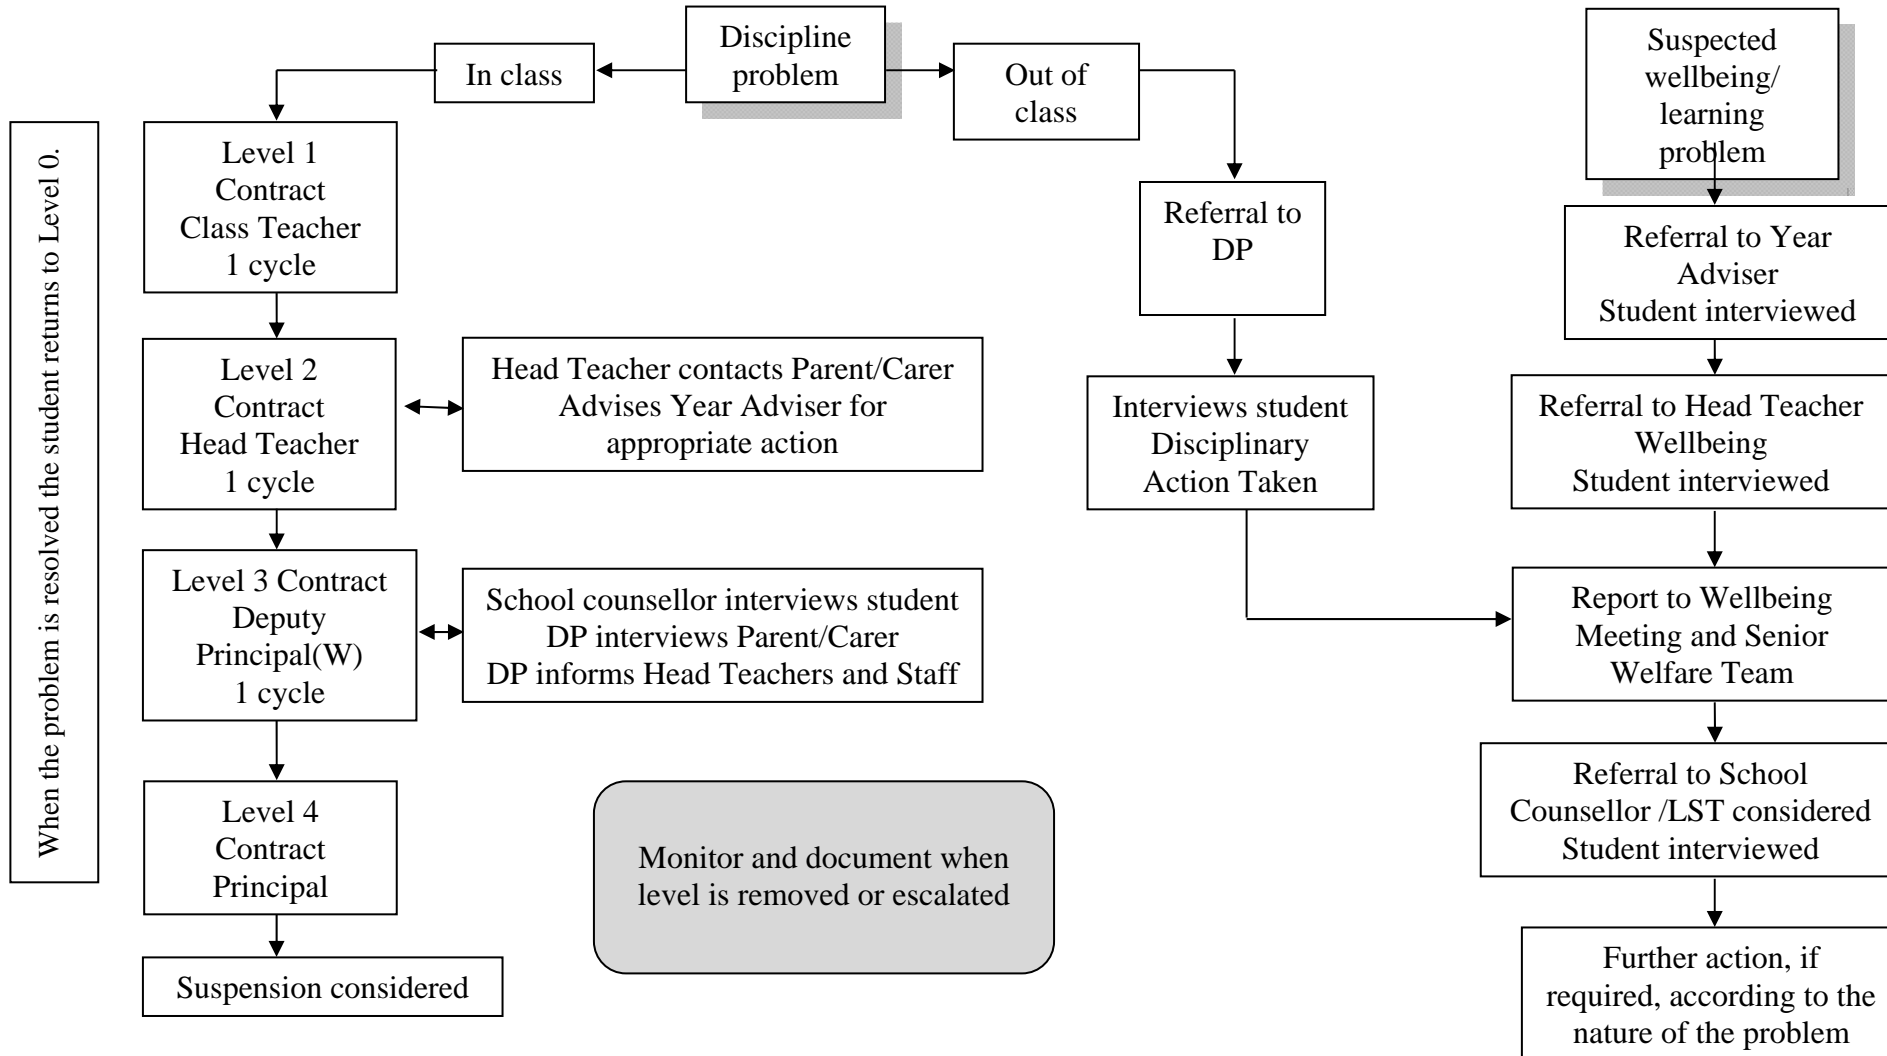 Discipline
problem
In class
Out of
class
When the problem is resolved the student returns to Level 0.
Level 1
Contract
Class Teacher
1 cycle
Level 2
Contract
Head Teacher
1 cycle
Head Teacher contacts Parent/Carer
Advises Year Adviser for
appropriate action
Level 3 Contract
Deputy
Principal(W)
1 cycle
School counsellor interviews student
DP interviews Parent/Carer
DP informs Head Teachers and Staff
Level 4
Contract
Principal
Suspension considered
Monitor and document when
level is removed or escalated
Referral to
DP
Interviews student
Disciplinary
Action Taken
Suspected
wellbeing/
learning
problem
Referral to Year
Adviser
Student interviewed
Referral to Head Teacher
Wellbeing
Student interviewed
Report to Wellbeing
Meeting and Senior
Welfare Team
Referral to School
Counsellor /LST considered
Student interviewed
Further action, if
required, according to the
nature of the problem